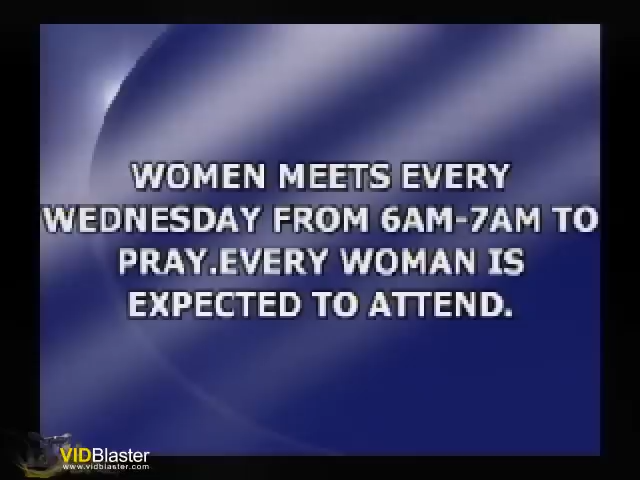 WOMEN MEETS EVERY
WEDNESDAY FROM 6AM-7AM TO
PRAY.EVERY WOMAN IS
EXPECTED TO ATTEND.
VIDBlaster
www.vidblaster.com